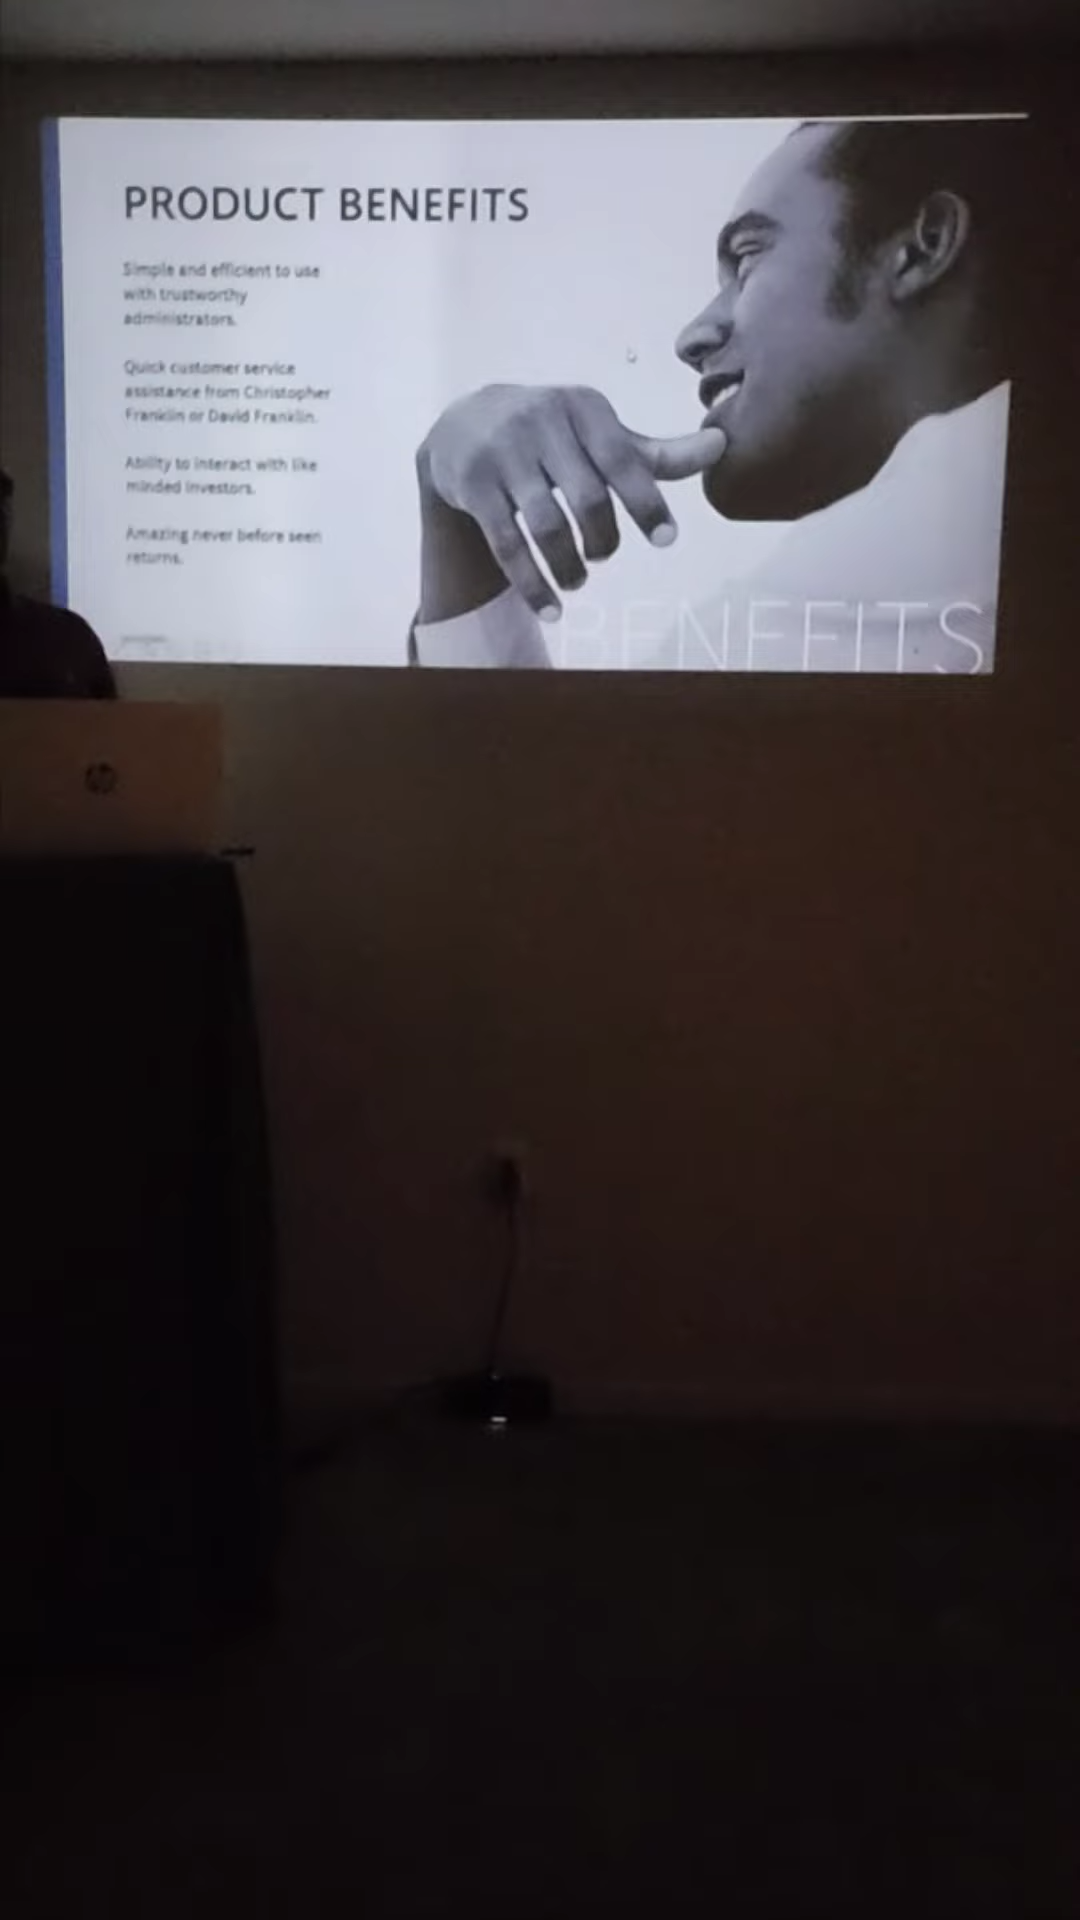 PRODUCT BENEFITS
Simple and efficient to use
with trustworthy
administrators.
Quick customer service
assistance from Christopher
Franklin or David Franklin.
Ability to interact with like
minded investors.
Amazing never before seen
returns.
BENEFITS
hp